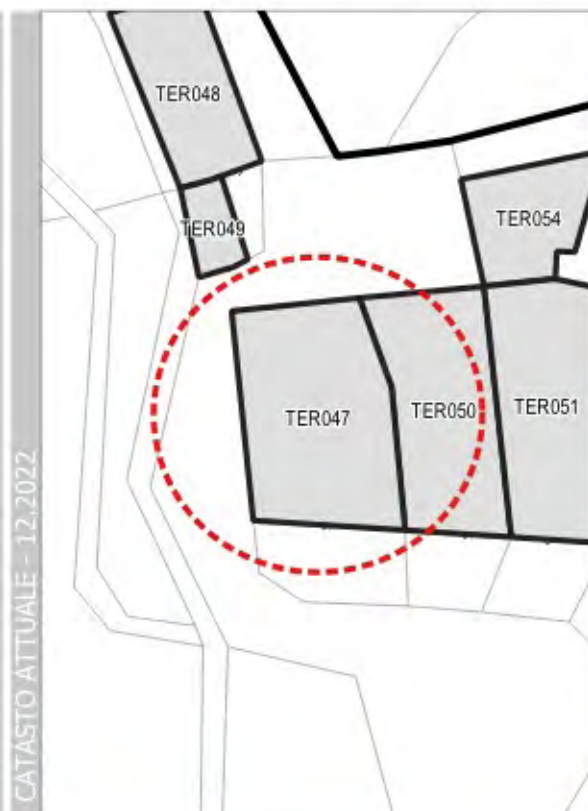 CATASTO ATTUALE - 12.2022
TER048
TER049
TER054
TER047
TER050
TER051